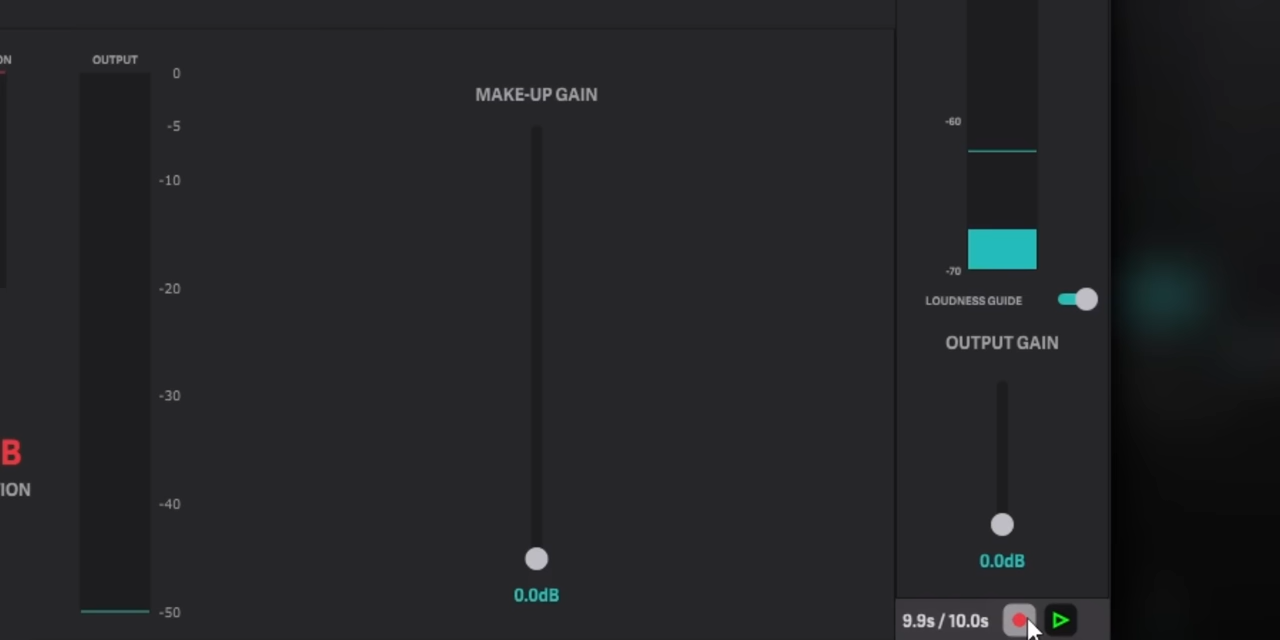 OUTPUT
0
-5
-10
-20
-30
-40
-50
B
MAKE-UP GAIN
0.0dB
-60
-70
LOUDNESS GUIDE
OUTPUT GAIN
0.0dB
9.9s / 10.0s